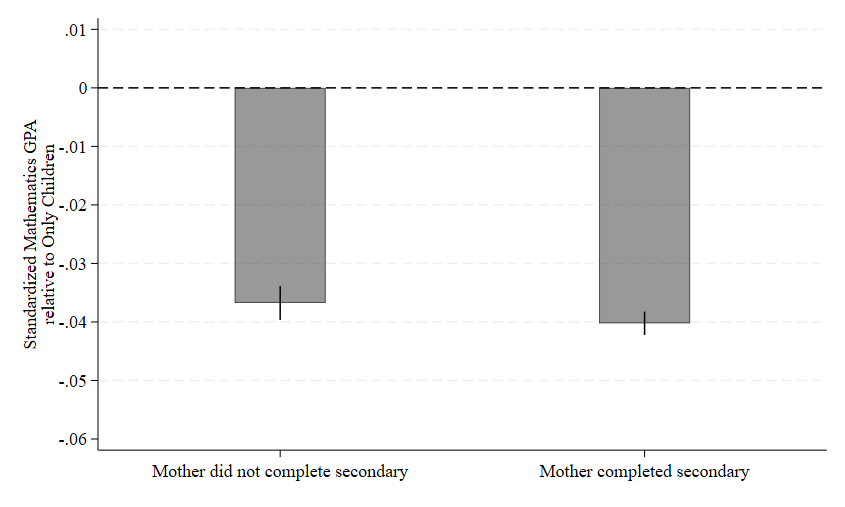 Standardized Mathematics GPA
relative to Only Children
.01
0
-.01
-.02
-.03
-.04
-.05
-.06
Mother did not complete secondary
Mother completed secondary